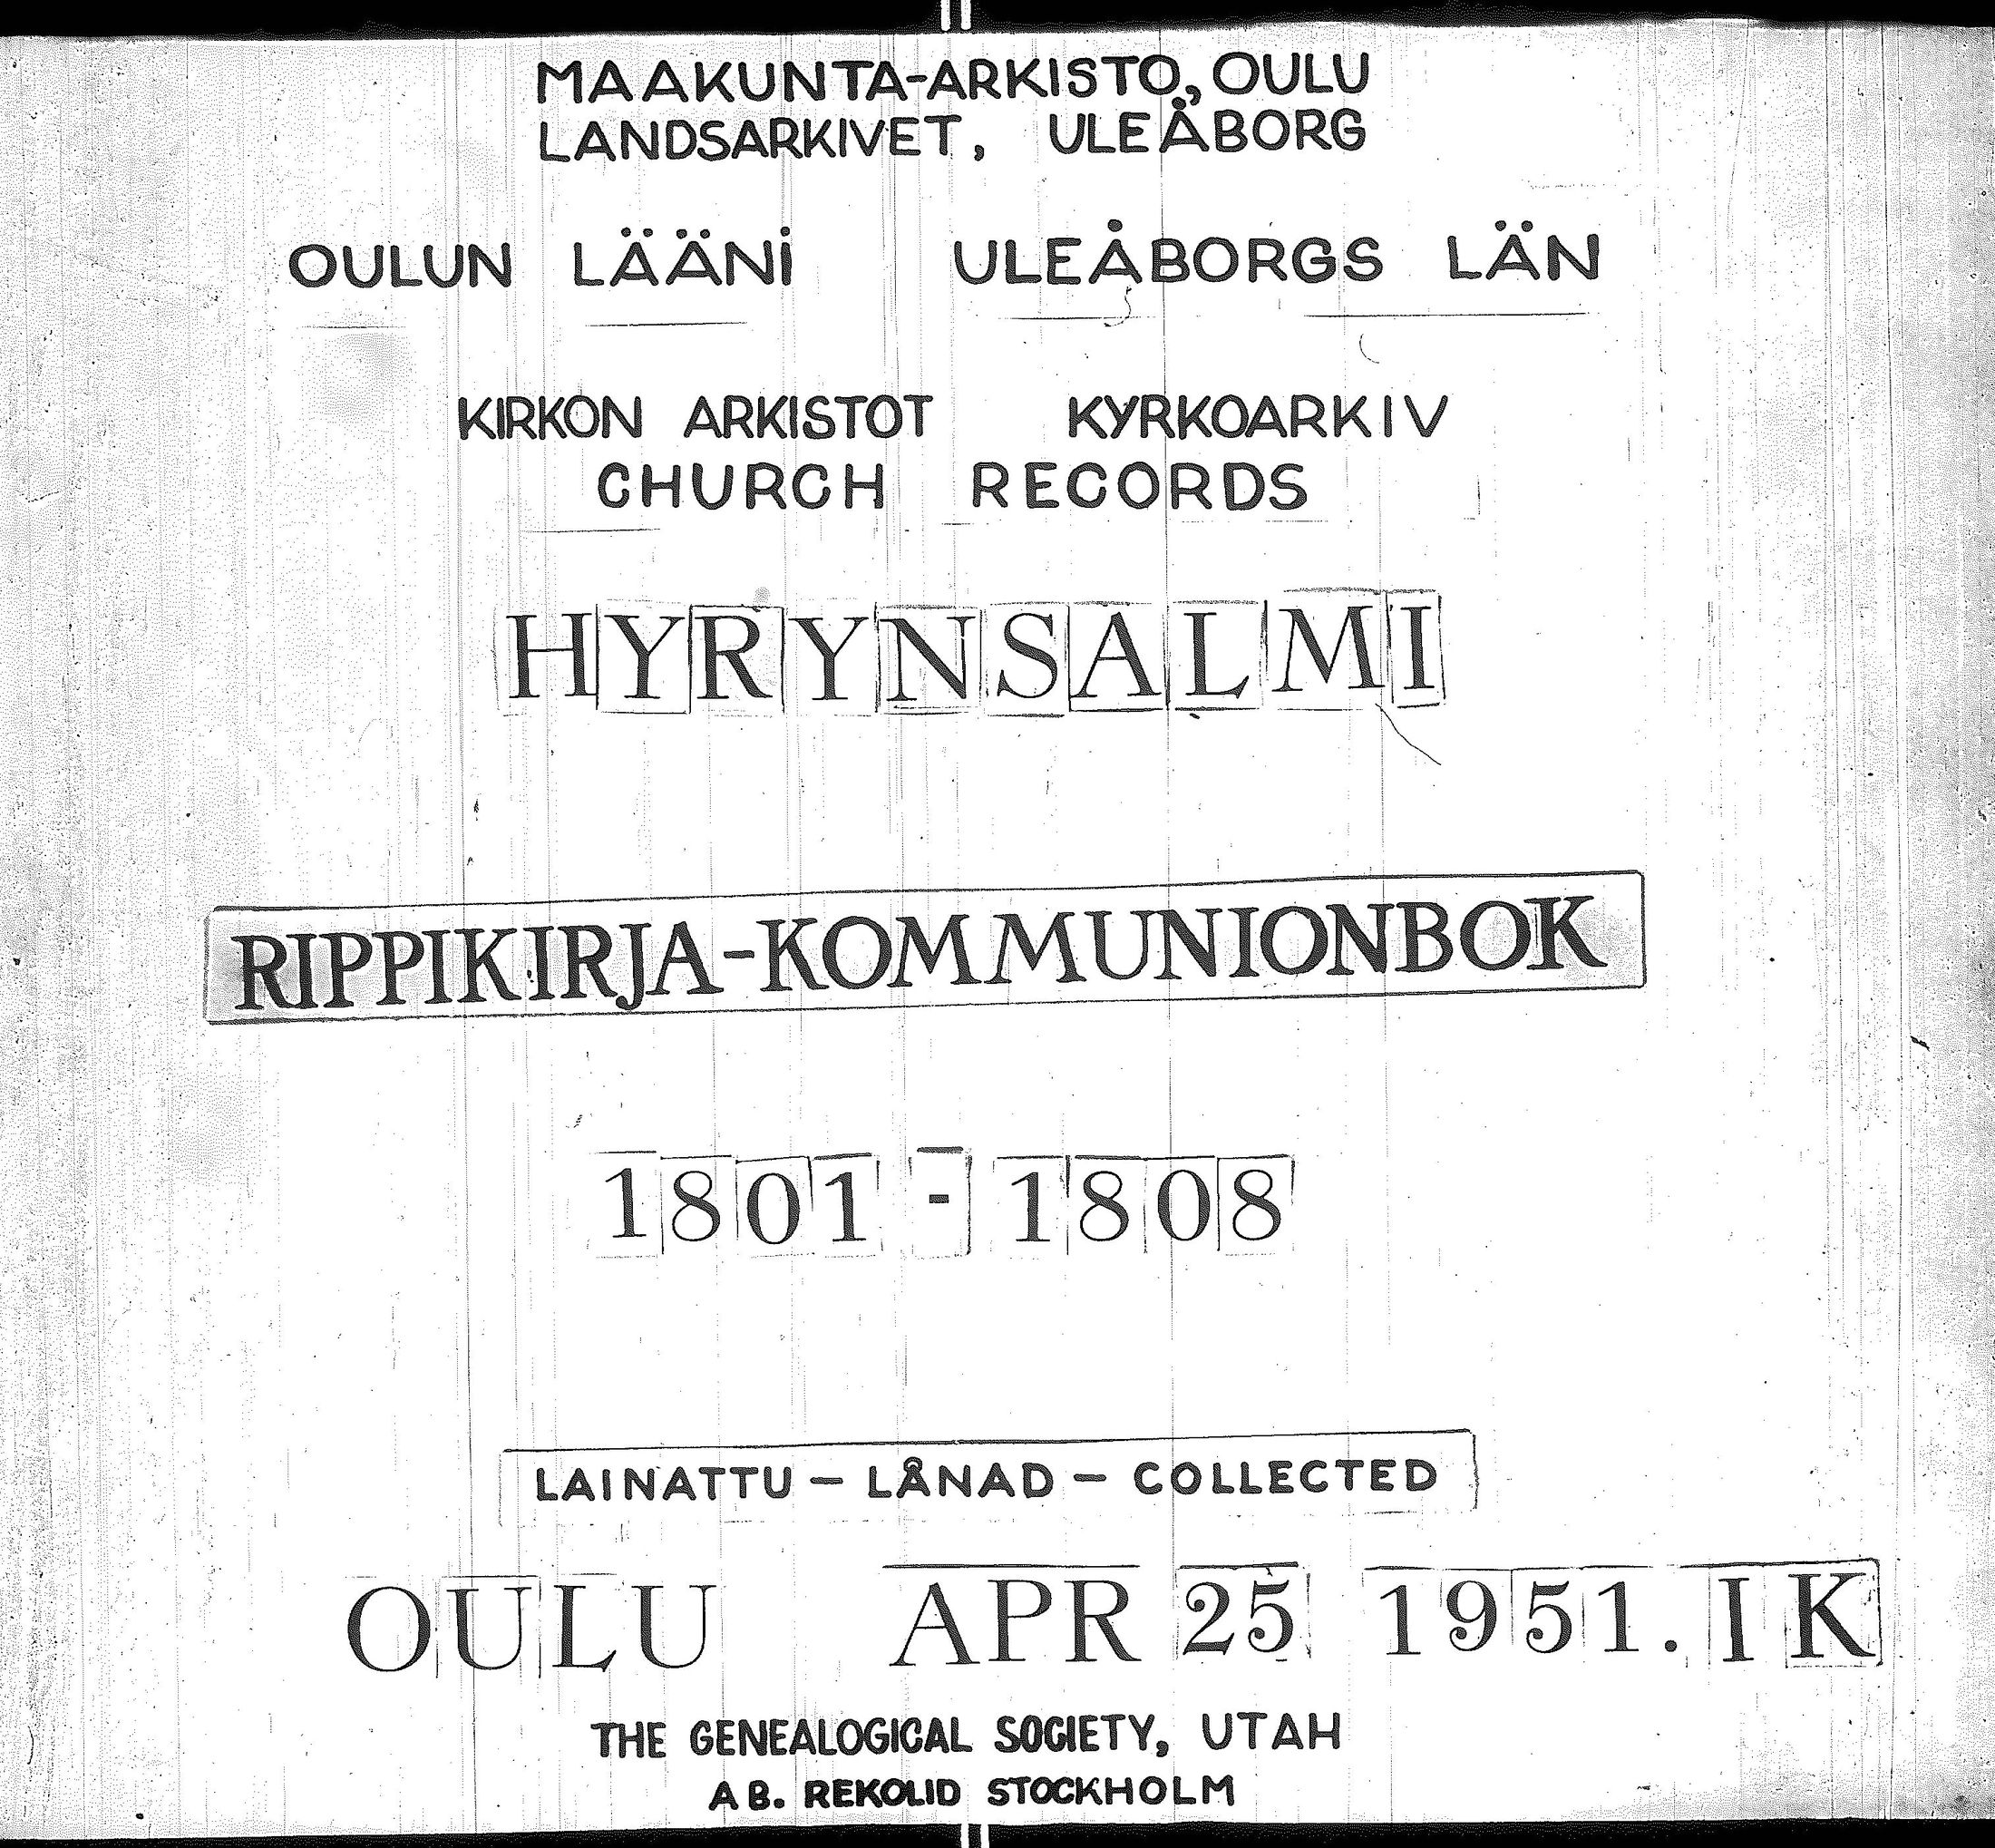 MAAKUNTA-ARKISTO, OULU
LANDSARKIVET, ULEÅBORG
OULUN LÄÄNI ULEÅBORGS LÄN
KIRKON ARKISTOT KYRKOARKIV
CHURCH RECORDS
HYRYNSALMI
RIPPIKIRJA-KOMMUNIONBOK
1801-1808
LAINATTU - LÅNAD - COLLECTED
OULU APR 25 1951. IK
THE GENEALOGICAL SOCIETY, UTAH
AB. REKOLID STOCKHOLM